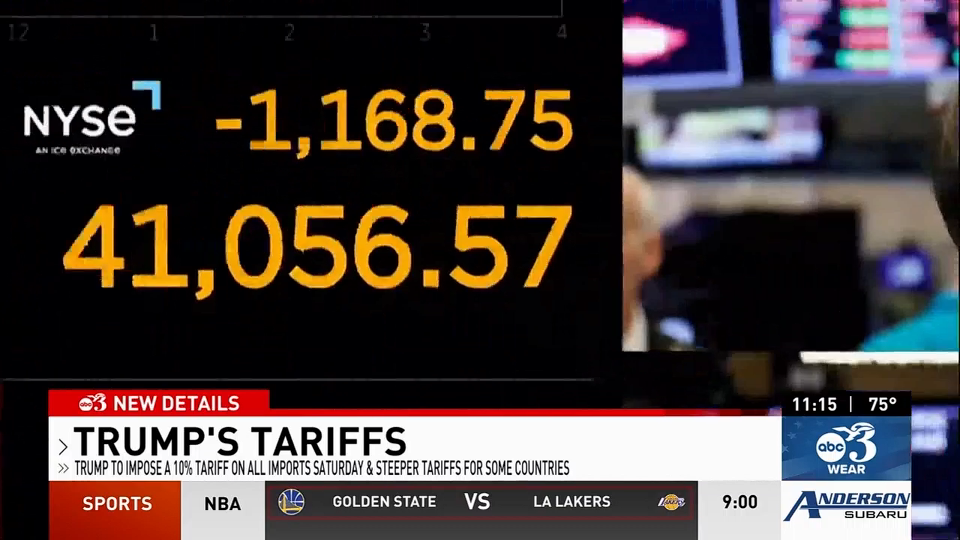 12 1 2 3 4
NYSE -1,168.75
AN ICE EXCHANGE
41,056.57
abc 3 NEW DETAILS
11:15 | 75°
> TRUMP'S TARIFFS
>> TRUMP TO IMPOSE A 10% TARIFF ON ALL IMPORTS SATURDAY & STEEPER TARIFFS FOR SOME COUNTRIES
abc 3
WEAR
SPORTS NBA GOLDEN STATE VS LA LAKERS LAKERS 9:00
ANDERSON
SUBARU